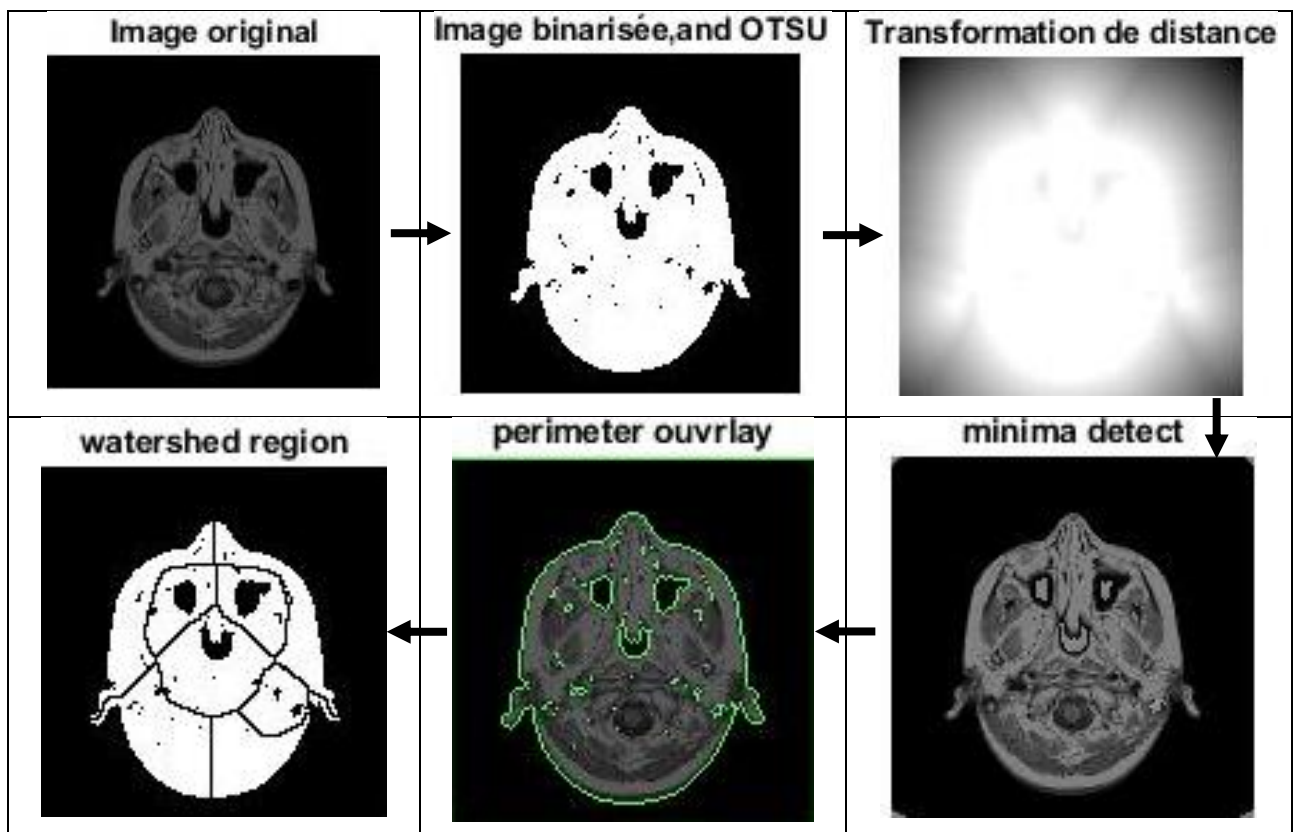 Image original
Image binarisée,and OTSU
Transformation de distance
watershed region
perimeter ouvrlay
minima detect